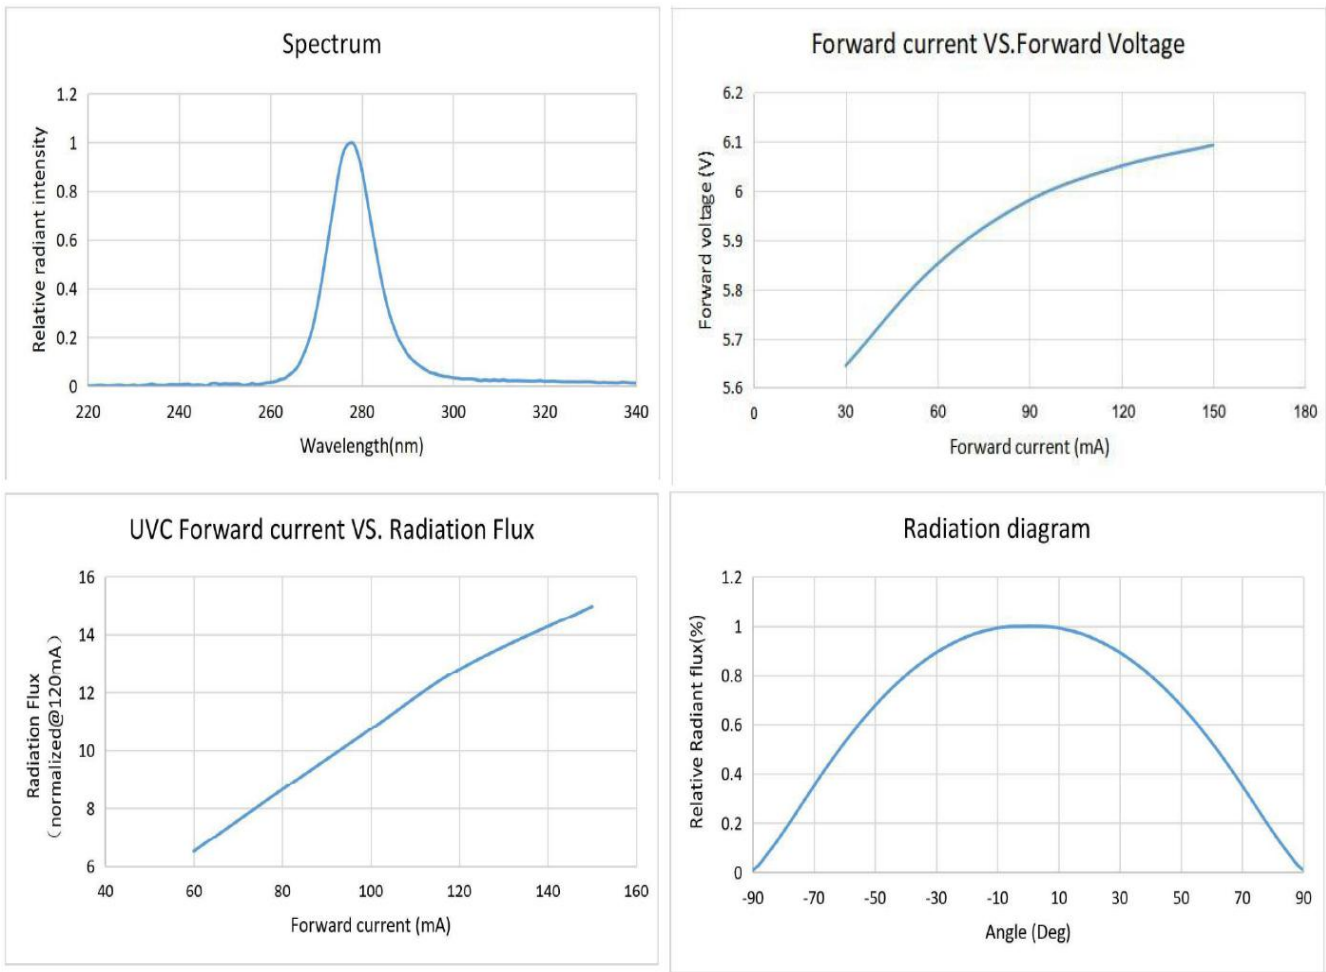 Spectrum
Relative radiant intensity
1.2
1
0.8
0.6
0.4
0.2
0
220 240 260 280 300 320 340
Wavelength(nm)
Forward current VS.Forward Voltage
Forward voltage (V)
6.2
6.1
6
5.9
5.8
5.7
5.6
0 30 60 90 120 150 180
Forward current (mA)
UVC Forward current VS. Radiation Flux
Radiation Flux
（normalized@120mA）
16
14
12
10
8
6
40 60 80 100 120 140 160
Forward current (mA)
Radiation diagram
Relative Radiant flux(%)
1.2
1
0.8
0.6
0.4
0.2
0
-90 -70 -50 -30 -10 10 30 50 70 90
Angle (Deg)